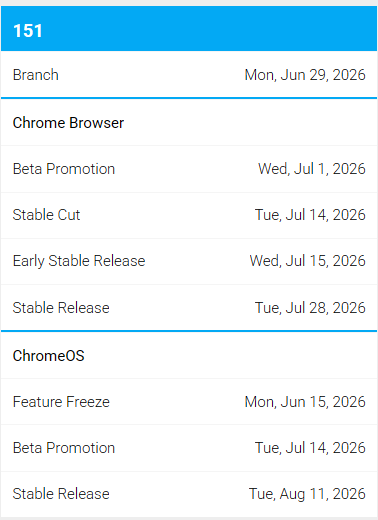 151
Branch Mon, Jun 29, 2026
Chrome Browser
Beta Promotion Wed, Jul 1, 2026
Stable Cut Tue, Jul 14, 2026
Early Stable Release Wed, Jul 15, 2026
Stable Release Tue, Jul 28, 2026
ChromeOS
Feature Freeze Mon, Jun 15, 2026
Beta Promotion Tue, Jul 14, 2026
Stable Release Tue, Aug 11, 2026